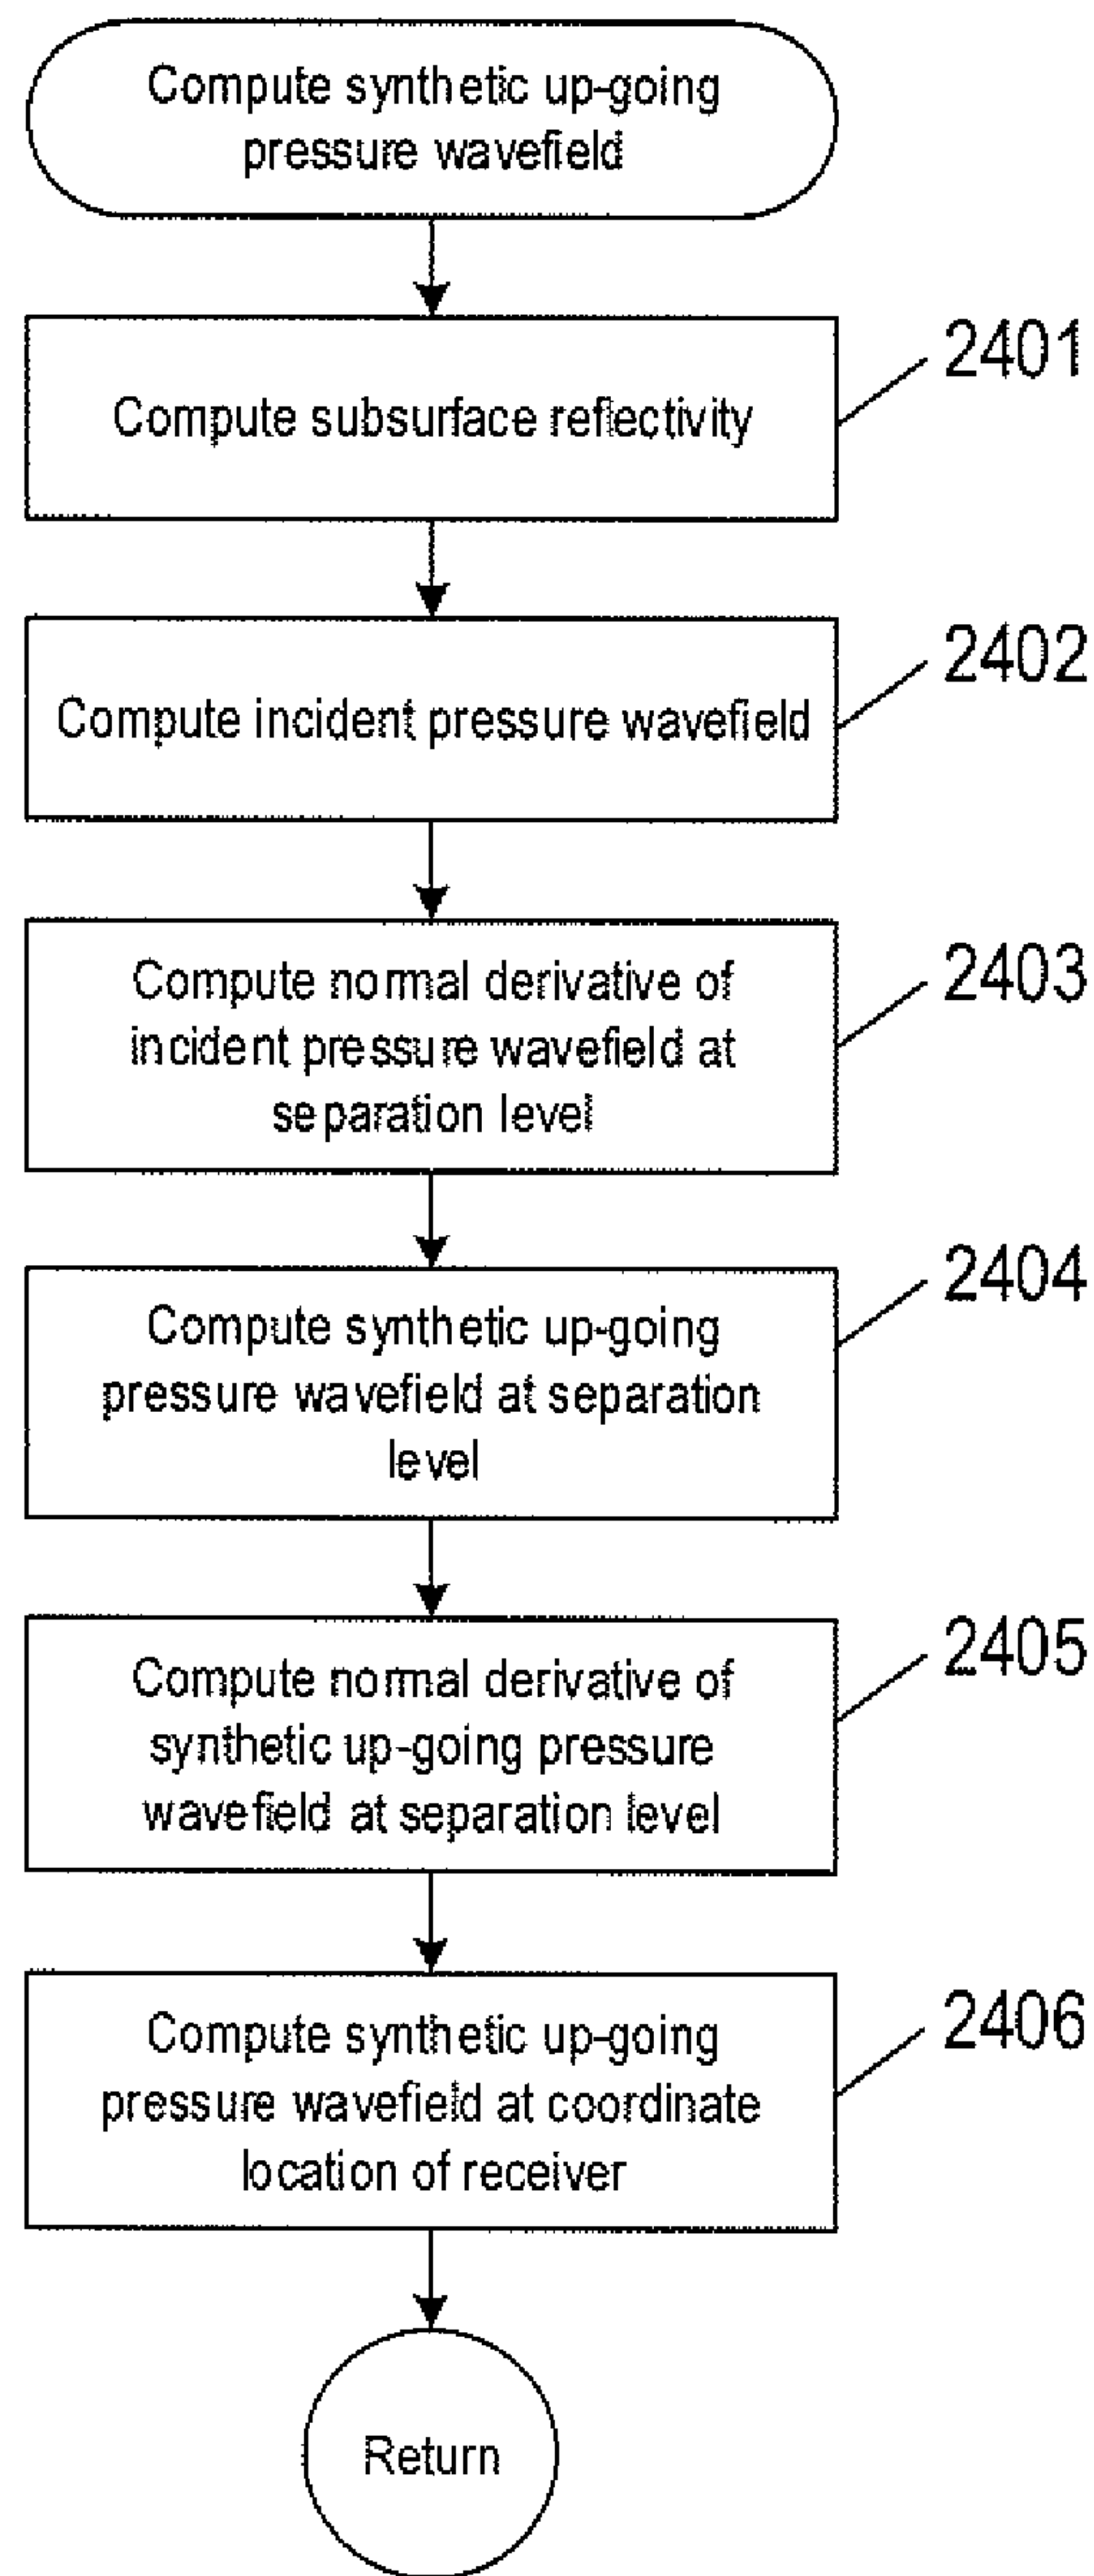 Compute synthetic up-going
pressure wavefield
Compute subsurface reflectivity
2401
Compute incident pressure wavefield
2402
Compute normal derivative of
incident pressure wavefield at
separation level
2403
Compute synthetic up-going
pressure wavefield at separation
level
2404
Compute normal derivative of
synthetic up-going pressure
wavefield at separation level
2405
Compute synthetic up-going
pressure wavefield at coordinate
location of receiver
2406
Return